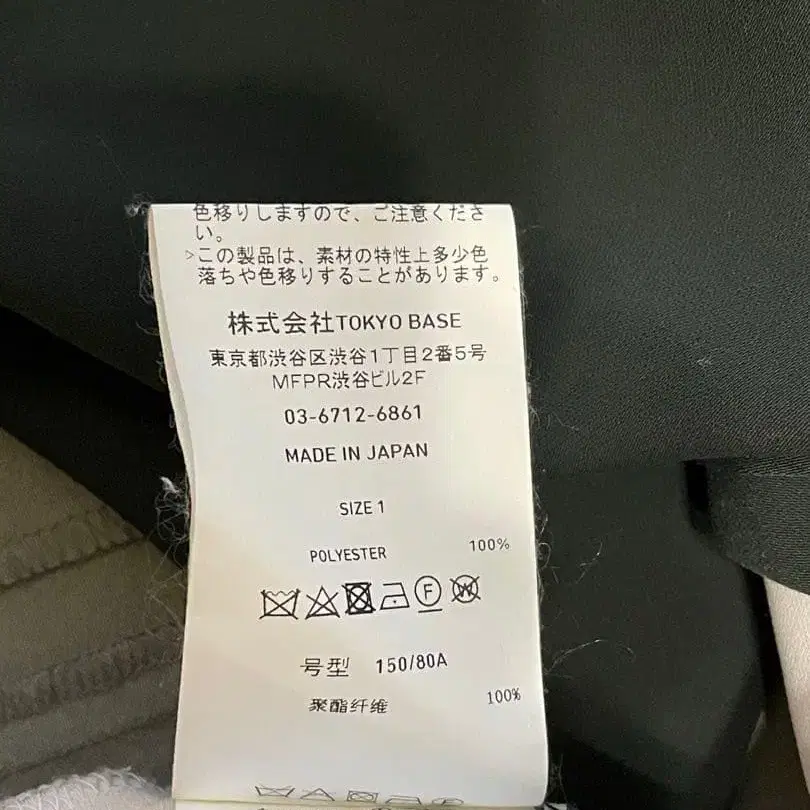 色移りしますので、ご注意くださ
い。
>この製品は、素材の特性上多少色
落ちや色移りすることがあります。
株式会社TOKYO BASE
東京都渋谷区渋谷1丁目2番5号
MFPR渋谷ビル2F
03-6712-6861
MADE IN JAPAN
SIZE 1
POLYESTER 100%
F W
号型 150/80A
聚酯纤维 100%